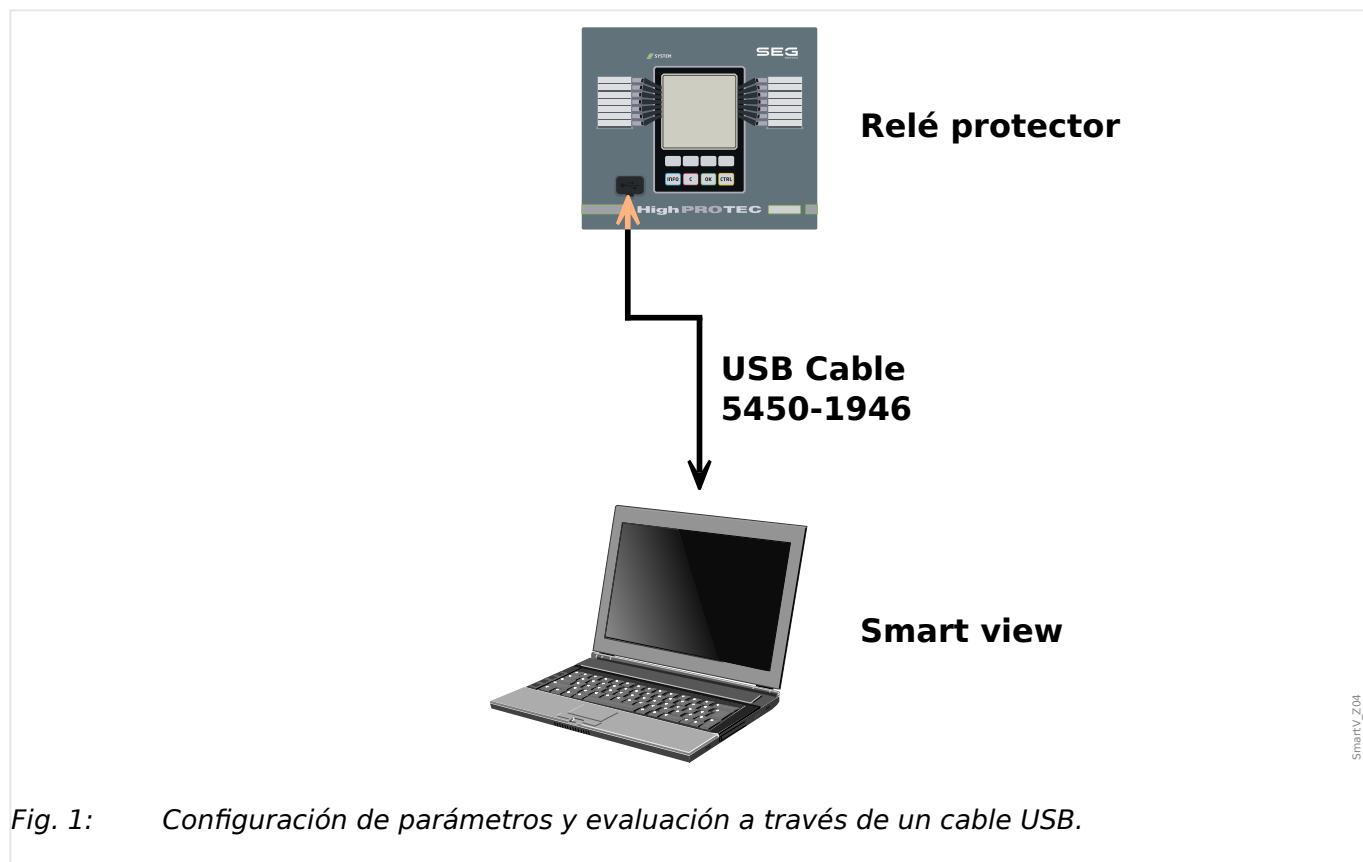 SYSTEM
SEG
INFO C OK CTRL
HighPROTEC
Relé protector
USB Cable
5450-1946
Smart view
SmartV_Z04
Fig. 1: Configuración de parámetros y evaluación a través de un cable USB.